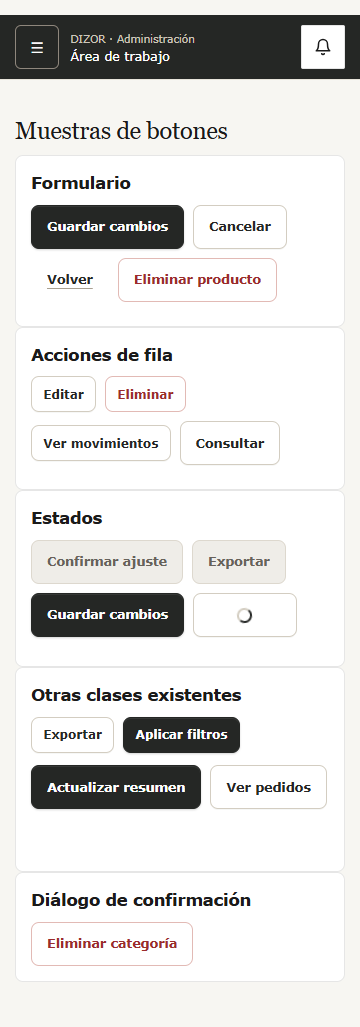 DIZOR · Administración
Área de trabajo
Muestras de botones
Formulario
Guardar cambios Cancelar
Volver Eliminar producto
Acciones de fila
Editar Eliminar
Ver movimientos Consultar
Estados
Confirmar ajuste Exportar
Guardar cambios
Otras clases existentes
Exportar Aplicar filtros
Actualizar resumen Ver pedidos
Diálogo de confirmación
Eliminar categoría